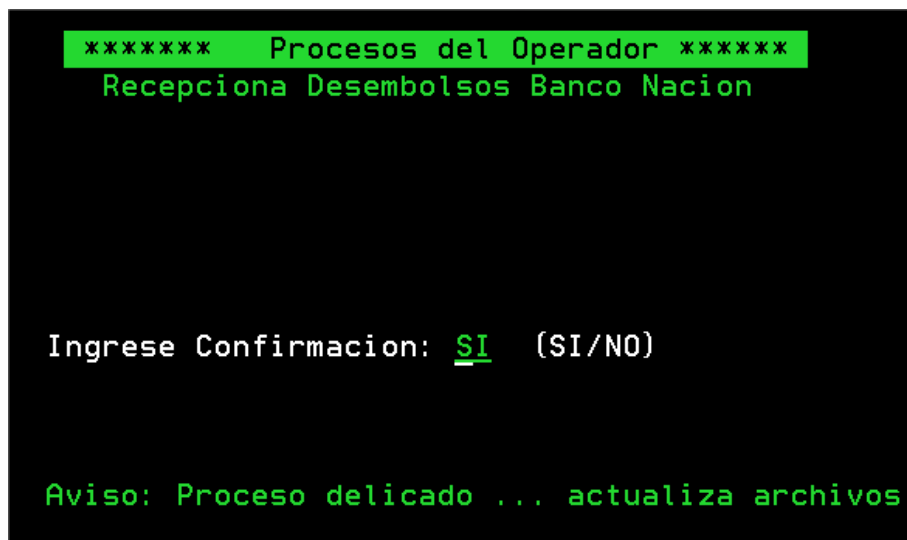 *******   Procesos del Operador ******
Recepciona Desembolsos Banco Nacion
Ingrese Confirmacion: SI  (SI/NO)
Aviso: Proceso delicado ... actualiza archivos